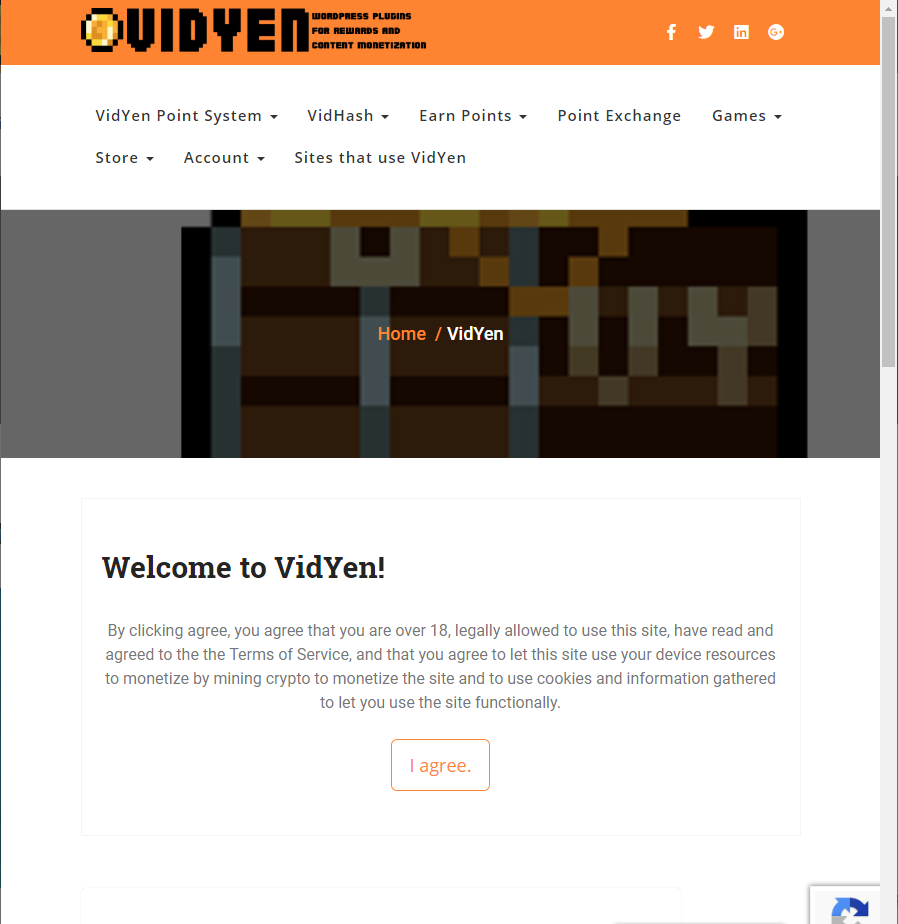 VIDYEN
WORDPRESS PLUGINS
FOR REWARDS AND
CONTENT MONETIZATION
VidYen Point System VidHash Earn Points Point Exchange Games
Store Account Sites that use VidYen
Home / VidYen
Welcome to VidYen!
By clicking agree, you agree that you are over 18, legally allowed to use this site, have read and
agreed to the the Terms of Service, and that you agree to let this site use your device resources
to monetize by mining crypto to monetize the site and to use cookies and information gathered
to let you use the site functionally.
I agree.